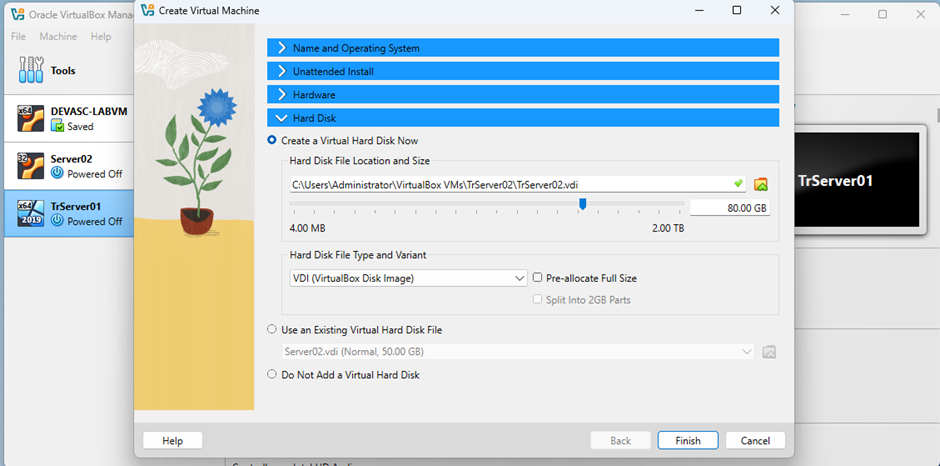 Oracle VirtualBox Mana
Create Virtual Machine
File Machine Help
Tools
x64
DEVASC-LABVM
Saved
32
Server02
Powered Off
x64
2019
TrServer01
Powered Off
Name and Operating System
Unattended Install
Hardware
Hard Disk
Create a Virtual Hard Disk Now
Hard Disk File Location and Size
C:\Users\Administrator\VirtualBox VMs\TrServer02\TrServer02.vdi
80.00 GB
4.00 MB 2.00 TB
Hard Disk File Type and Variant
VDI (VirtualBox Disk Image)
Pre-allocate Full Size
Split Into 2GB Parts
Use an Existing Virtual Hard Disk File
Server02.vdi (Normal, 50.00 GB)
Do Not Add a Virtual Hard Disk
Help Back Finish Cancel
TrServer01